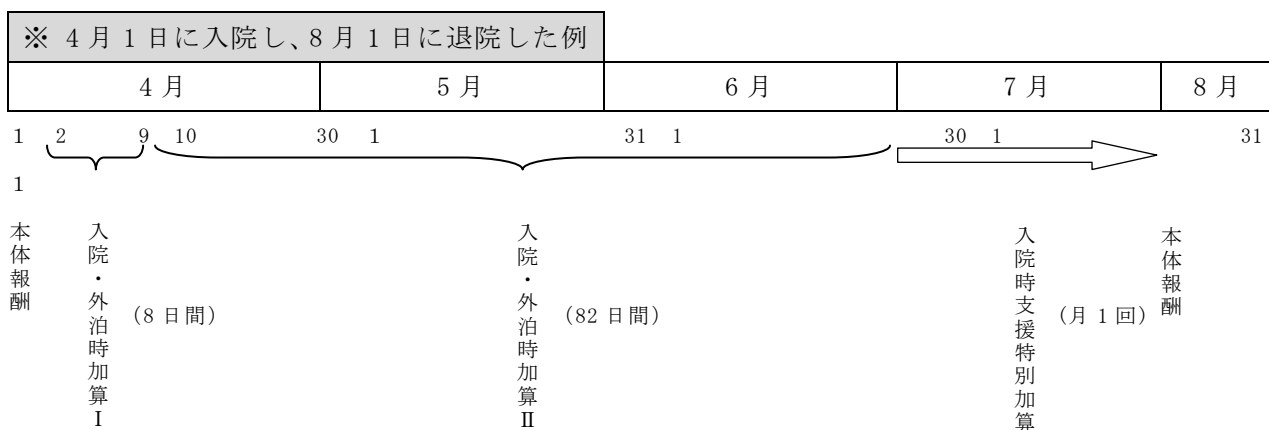 ※ 4月1日に入院し、8月1日に退院した例
4月 5月 6月 7月 8月
1 2 9 10 30 1 31 1 30 1 31
1
本体報酬
入院・外泊時加算Ⅰ
（8日間）
入院・外泊時加算Ⅱ
（82日間）
入院時支援特別加算
（月1回）
本体報酬